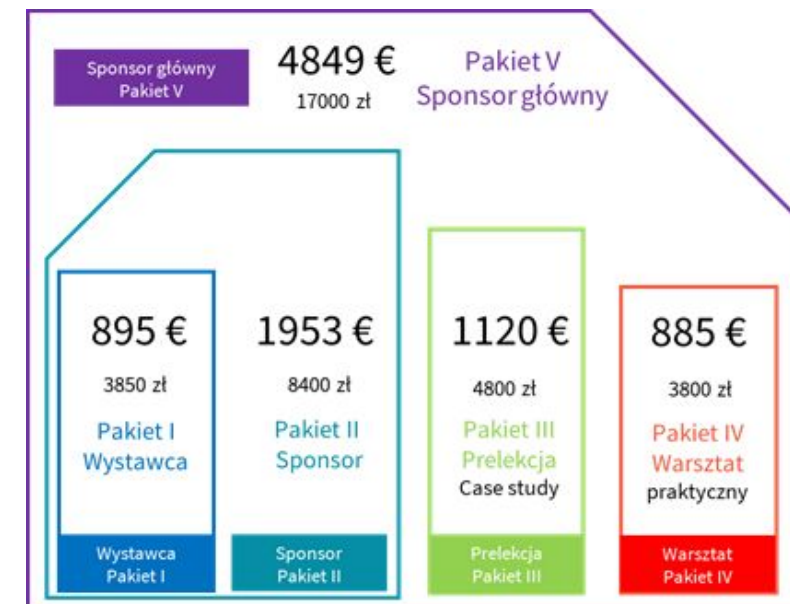 Sponsor główny
Pakiet V
4849 €
17000 zł
Pakiet V
Sponsor główny
895 €
3850 zł
Pakiet I
Wystawca
Wystawca
Pakiet I
1953 €
8400 zł
Pakiet II
Sponsor
Sponsor
Pakiet II
1120 €
4800 zł
Pakiet III
Prelekcja
Case study
Prelekcja
Pakiet III
885 €
3800 zł
Pakiet IV
Warsztat
praktyczny
Warsztat
Pakiet IV